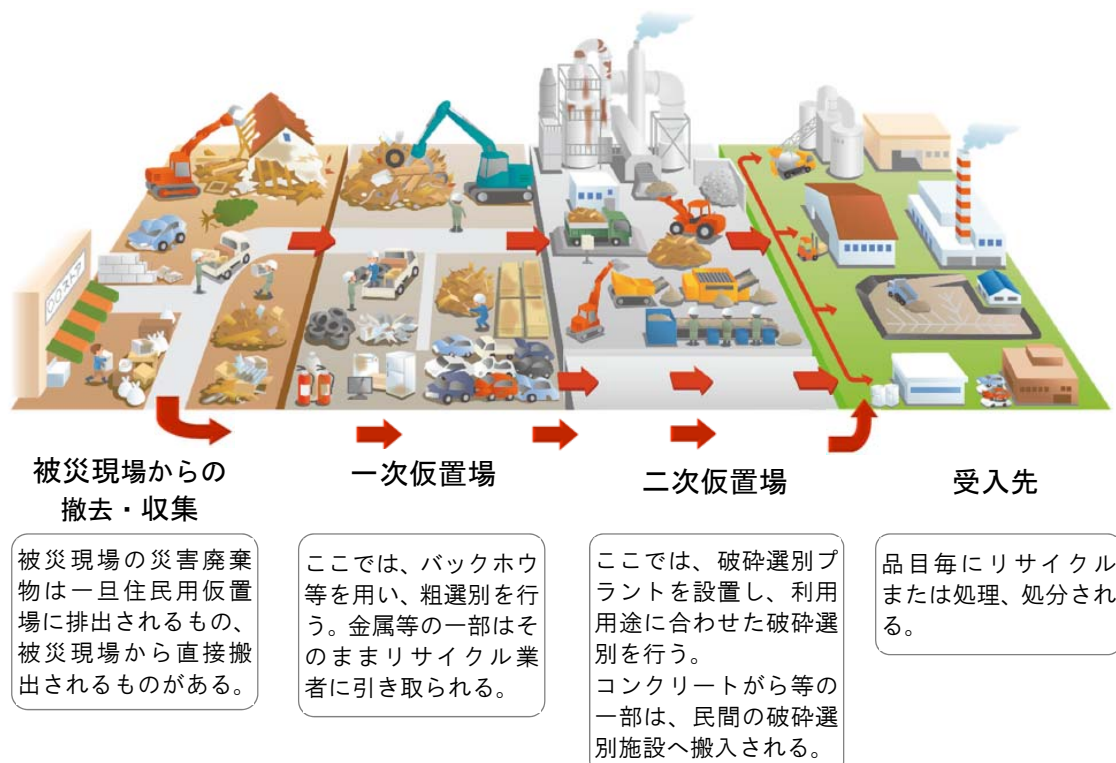 〇〇ストア
被災現場からの
撤去・収集
一次仮置場
二次仮置場
受入先
被災現場の災害廃棄
物は一旦住民用仮置
場に排出されるもの、
被災現場から直接搬
出されるものがある。
ここでは、バックホウ
等を用い、粗選別を行
う。金属等の一部はそ
のままリサイクル業
者に引き取られる。
ここでは、破砕選別プ
ラントを設置し、利用
用途に合わせた破砕選
別を行う。
コンクリートがら等の
一部は、民間の破砕選
別施設へ搬入される。
品目毎にリサイクル
または処理、処分され
る。